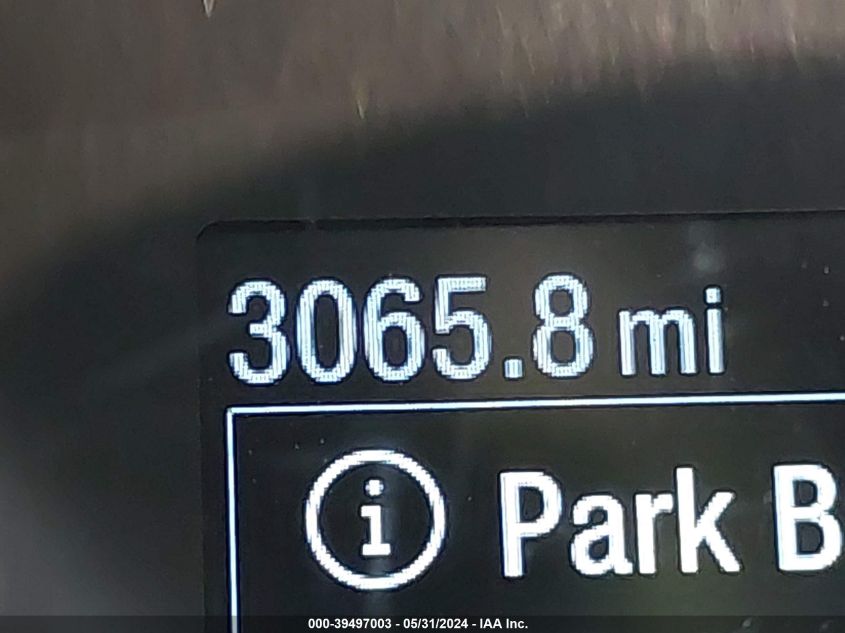 3065.8 mi
Park B
000-39497003 - 05/31/2024 - IAA Inc.